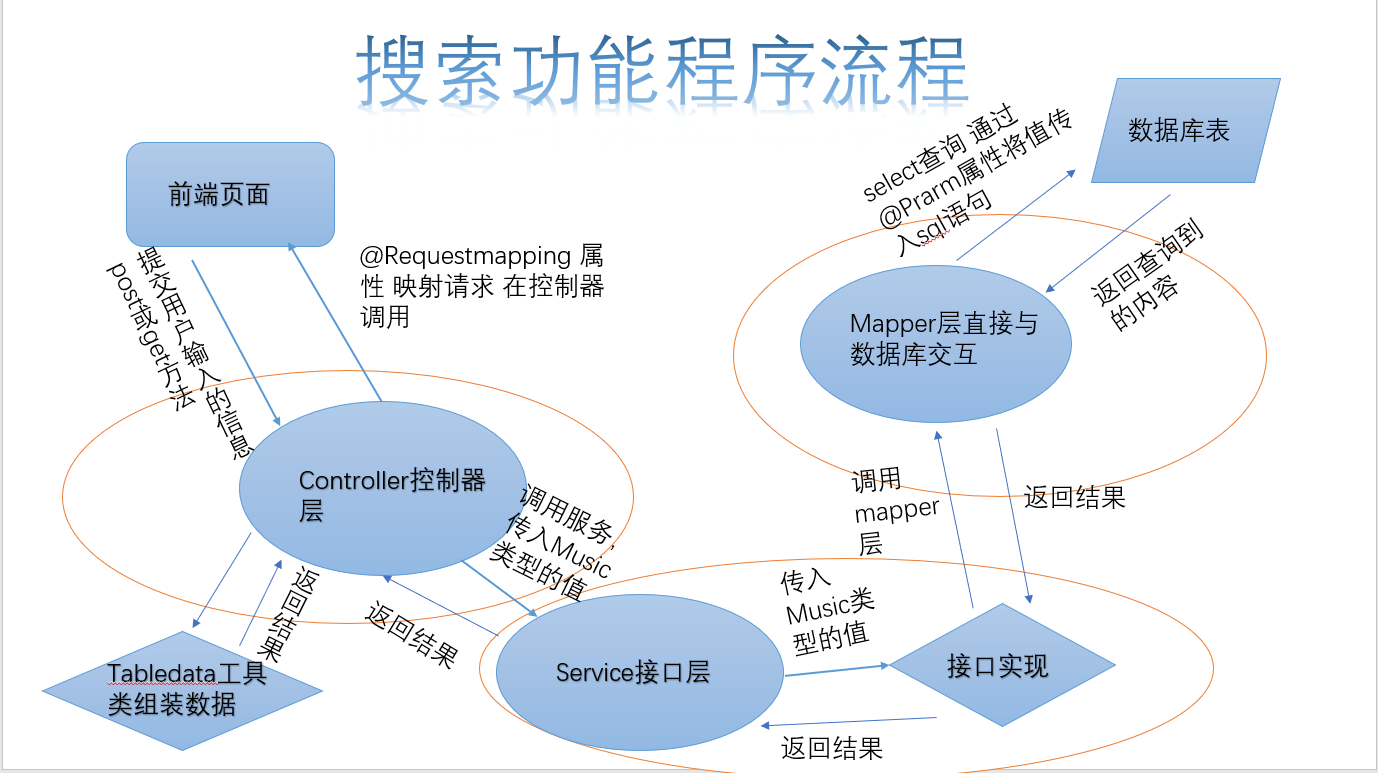 搜索功能程序流程
数据库表
select查询 通过
@Prarm属性将值传
入sql语句
前端页面
返回查询到
的内容
@Requestmapping 属
性 映射请求 在控制器
调用
提交用户输入的信息
post或get方法
Mapper层直接与
数据库交互
Controller控制器
层
调用
mapper
层
返回结果
调用服务,
传入Music
类型的值
返回结果
返回结果
传入
Music类
型的值
Tabledata工具
类组装数据
Service接口层
接口实现
返回结果